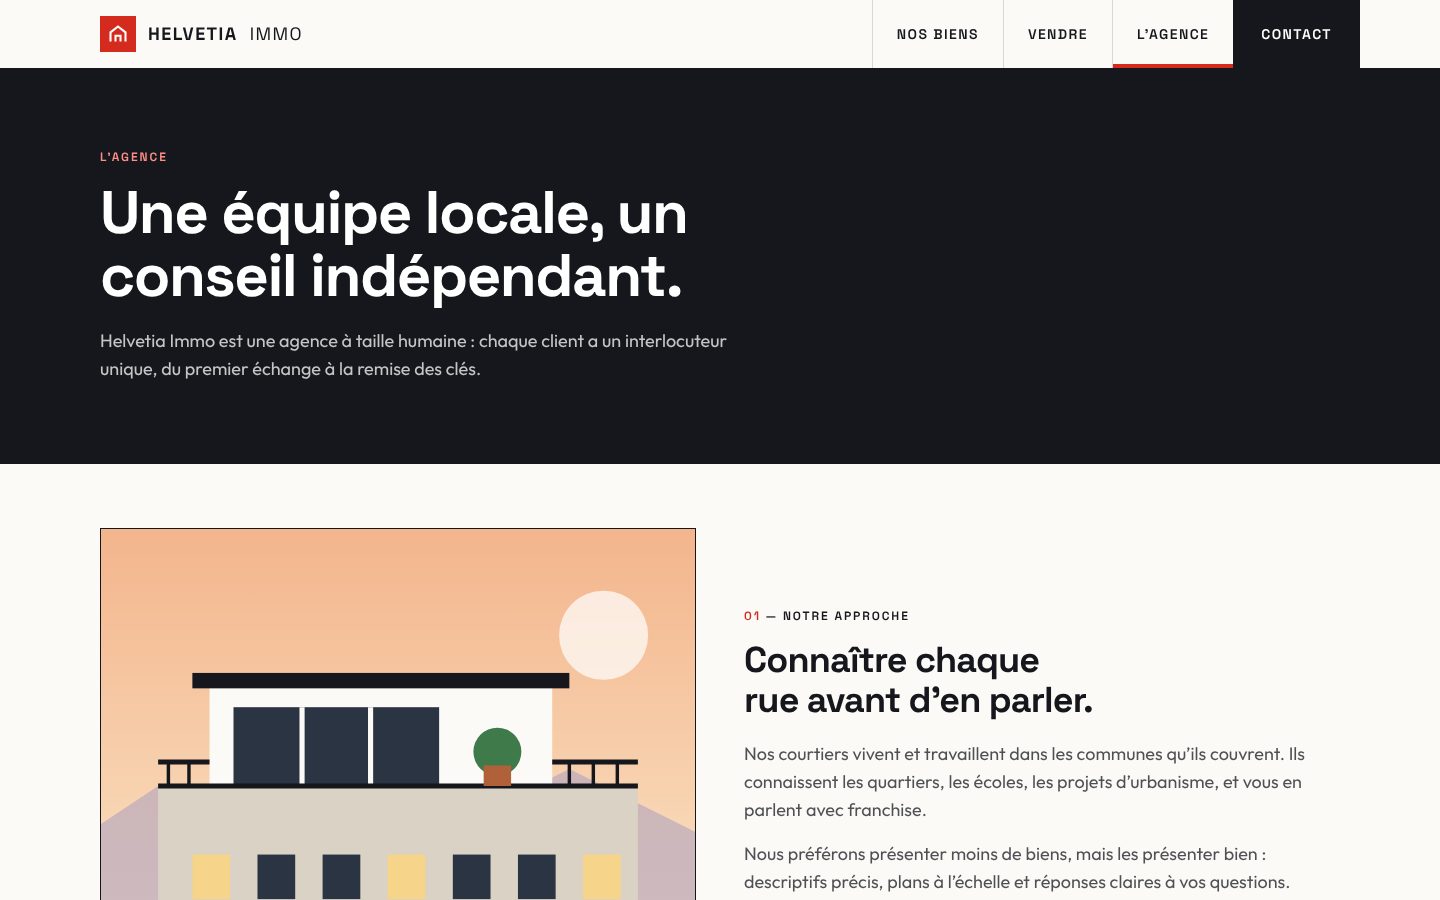 HELVETIA IMMO
NOS BIENS
VENDRE
L'AGENCE
CONTACT
L'AGENCE
Une équipe locale, un
conseil indépendant.
Helvetia Immo est une agence à taille humaine : chaque client a un interlocuteur
unique, du premier échange à la remise des clés.
01 — NOTRE APPROCHE
Connaître chaque
rue avant d’en parler.
Nos courtiers vivent et travaillent dans les communes qu’ils couvrent. Ils
connaissent les quartiers, les écoles, les projets d’urbanisme, et vous en
parlent avec franchise.
Nous préférons présenter moins de biens, mais les présenter bien :
descriptifs précis, plans à l’échelle et réponses claires à vos questions.